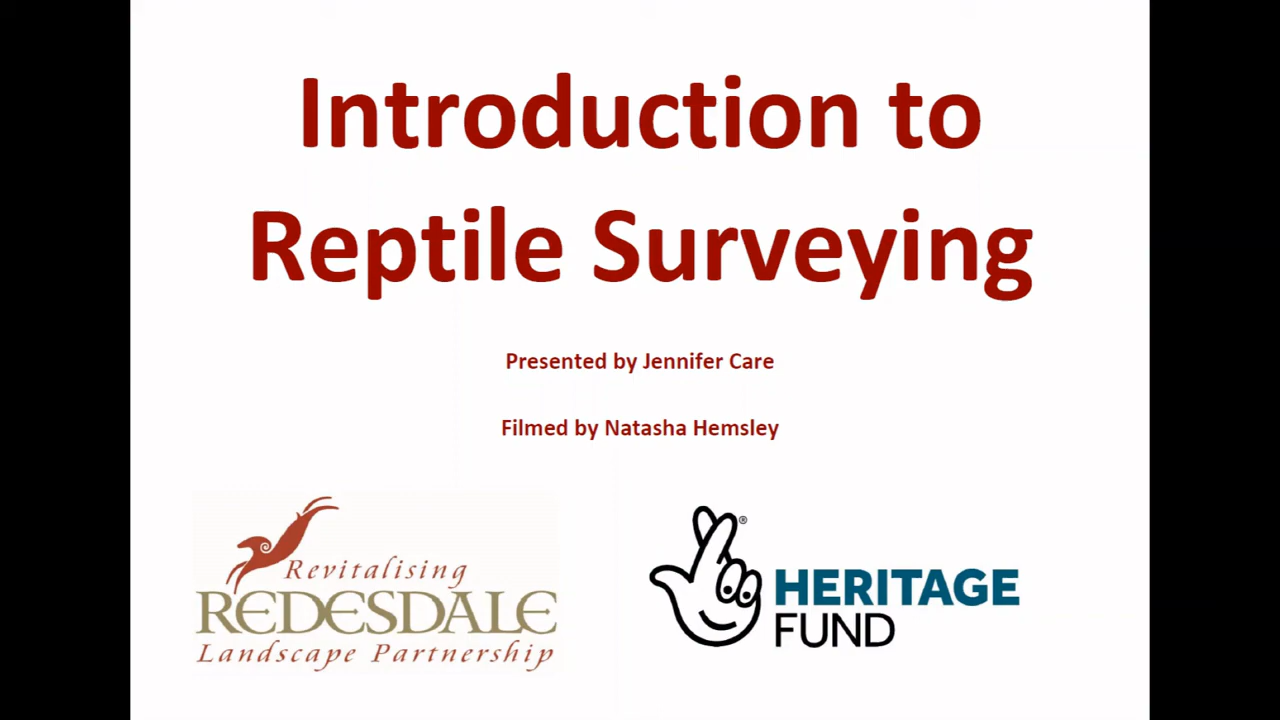 Introduction to
Reptile Surveying
Presented by Jennifer Care
Filmed by Natasha Hemsley
Revitalising
REDESDALE
Landscape Partnership
®
HERITAGE
FUND